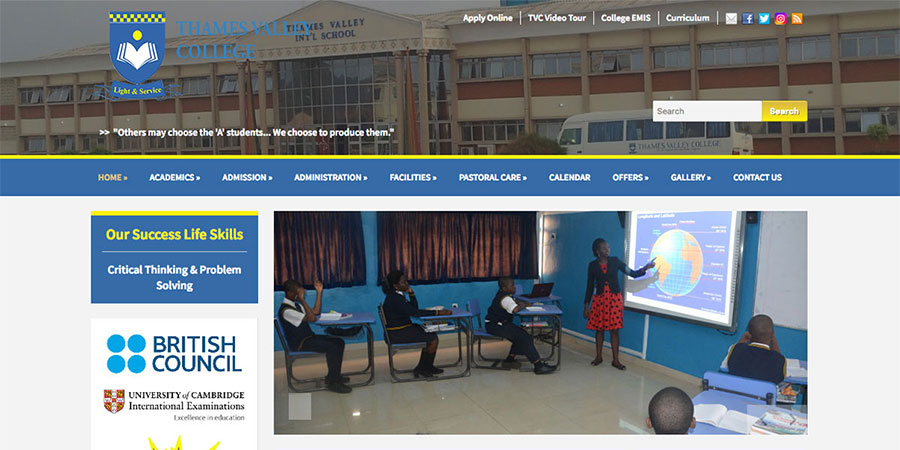 Apply Online
TVC Video Tour
College EMIS
Curriculum
THAMES VALLEY
COLLEGE
Light & Service
THAMES VALLEY
INT'L SCHOOL
THAMES VALLEY COLLEGE
Search
Search
>> "Others may choose the 'A' students... We choose to produce them."
HOME »
ACADEMICS »
ADMISSION »
ADMINISTRATION »
FACILITIES »
PASTORAL CARE »
CALENDAR
OFFERS »
GALLERY »
CONTACT US
Our Success Life Skills
Critical Thinking & Problem
Solving
Longitude and Latitude
BRITISH
COUNCIL
UNIVERSITY of CAMBRIDGE
International Examinations
Excellence in education